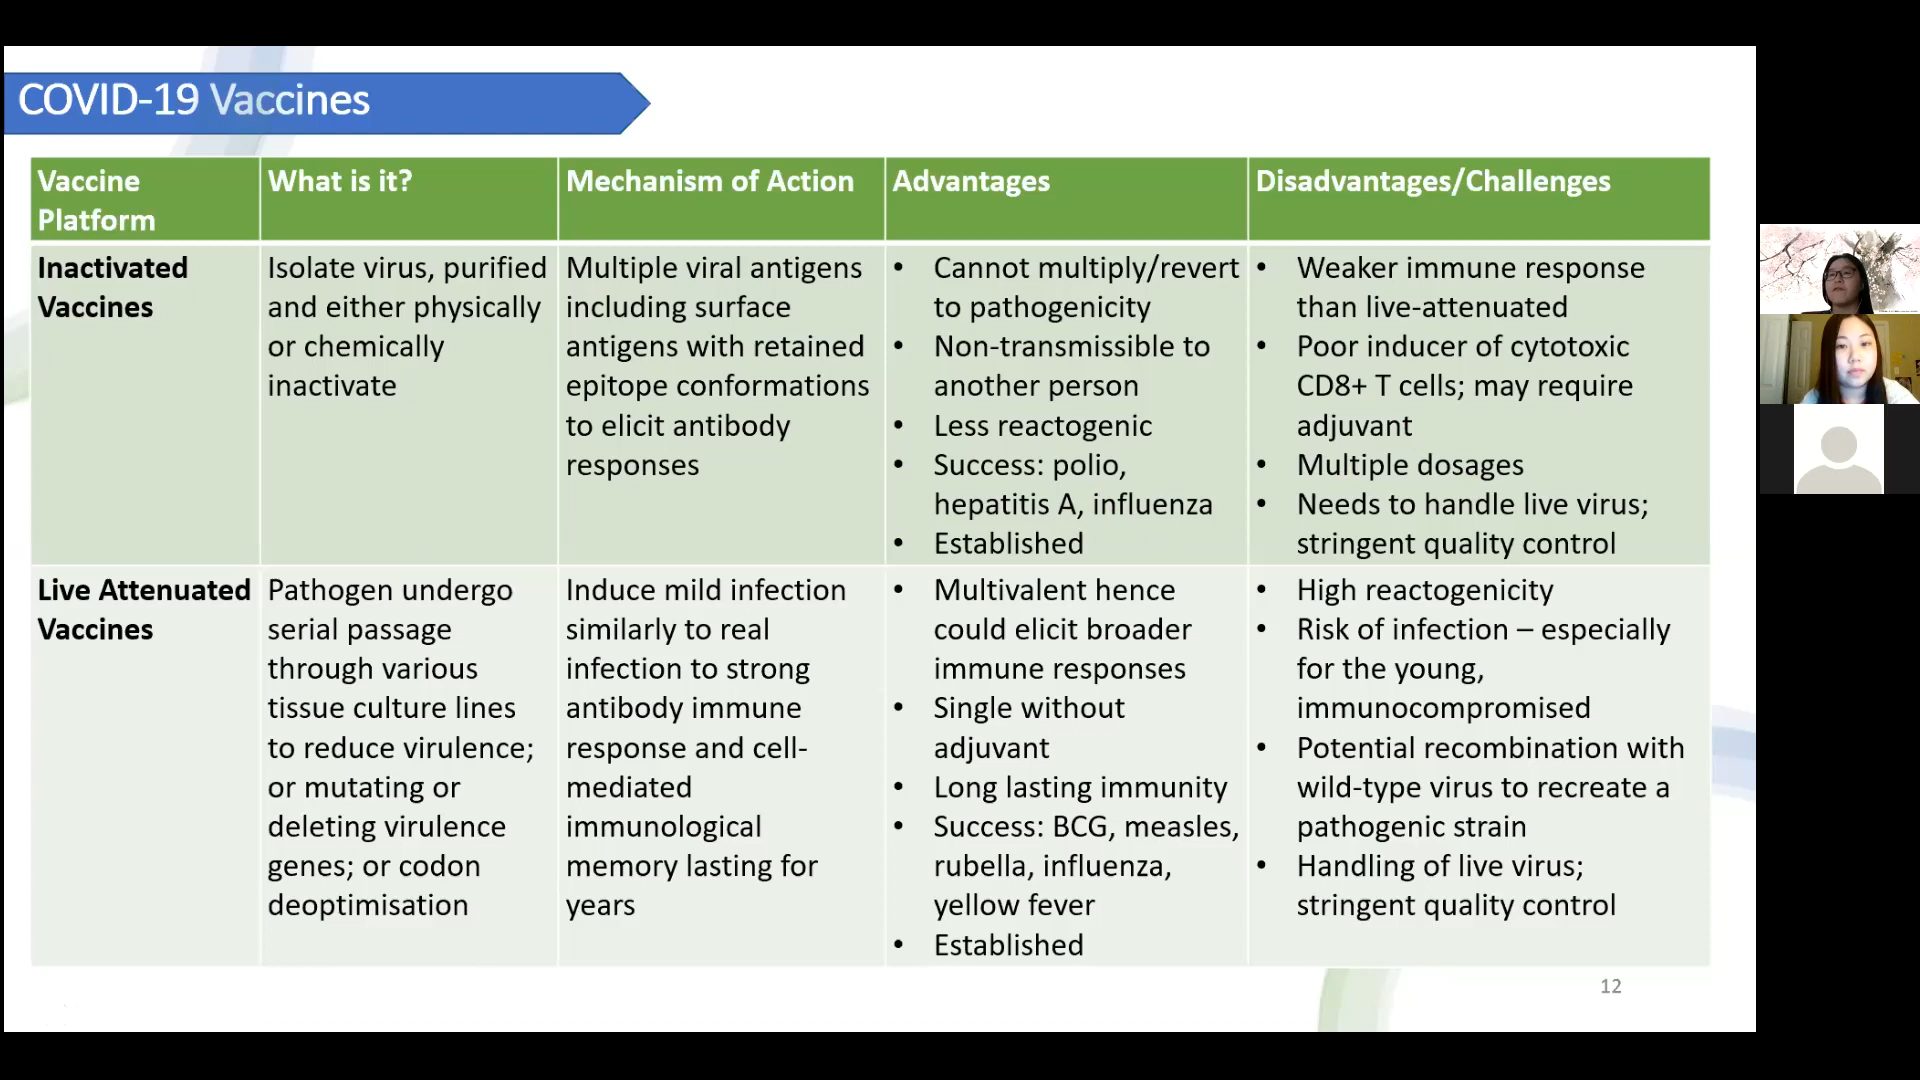 COVID-19 Vaccines
Vaccine
Platform
What is it?
Mechanism of Action
Advantages
Disadvantages/Challenges
Inactivated
Vaccines
Isolate virus, purified
and either physically
or chemically
inactivate
Multiple viral antigens
including surface
antigens with retained
epitope conformations
to elicit antibody
responses
• Cannot multiply/revert
to pathogenicity
• Non-transmissible to
another person
• Less reactogenic
• Success: polio,
hepatitis A, influenza
• Established
• Weaker immune response
than live-attenuated
• Poor inducer of cytotoxic
CD8+ T cells; may require
adjuvant
• Multiple dosages
• Needs to handle live virus;
stringent quality control
Live Attenuated
Vaccines
Pathogen undergo
serial passage
through various
tissue culture lines
to reduce virulence;
or mutating or
deleting virulence
genes; or codon
deoptimisation
Induce mild infection
similarly to real
infection to strong
antibody immune
response and cell-
mediated
immunological
memory lasting for
years
• Multivalent hence
could elicit broader
immune responses
• Single without
adjuvant
• Long lasting immunity
• Success: BCG, measles,
rubella, influenza,
yellow fever
• Established
• High reactogenicity
• Risk of infection – especially
for the young,
immunocompromised
• Potential recombination with
wild-type virus to recreate a
pathogenic strain
• Handling of live virus;
stringent quality control
12